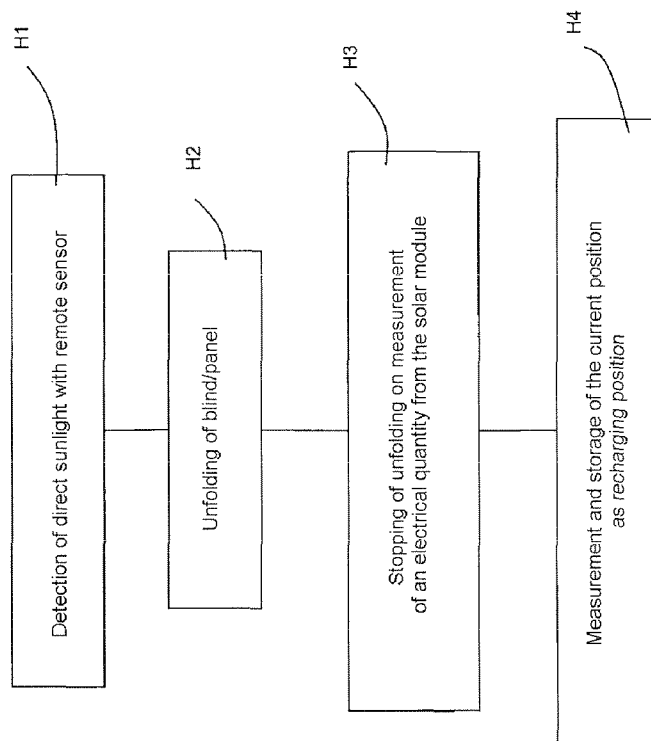 H1
Detection of direct sunlight with remote sensor
H2
Unfolding of blind/panel
H3
Stopping of unfolding on measurement
of an electrical quantity from the solar module
H4
Measurement and storage of the current position
as recharging position